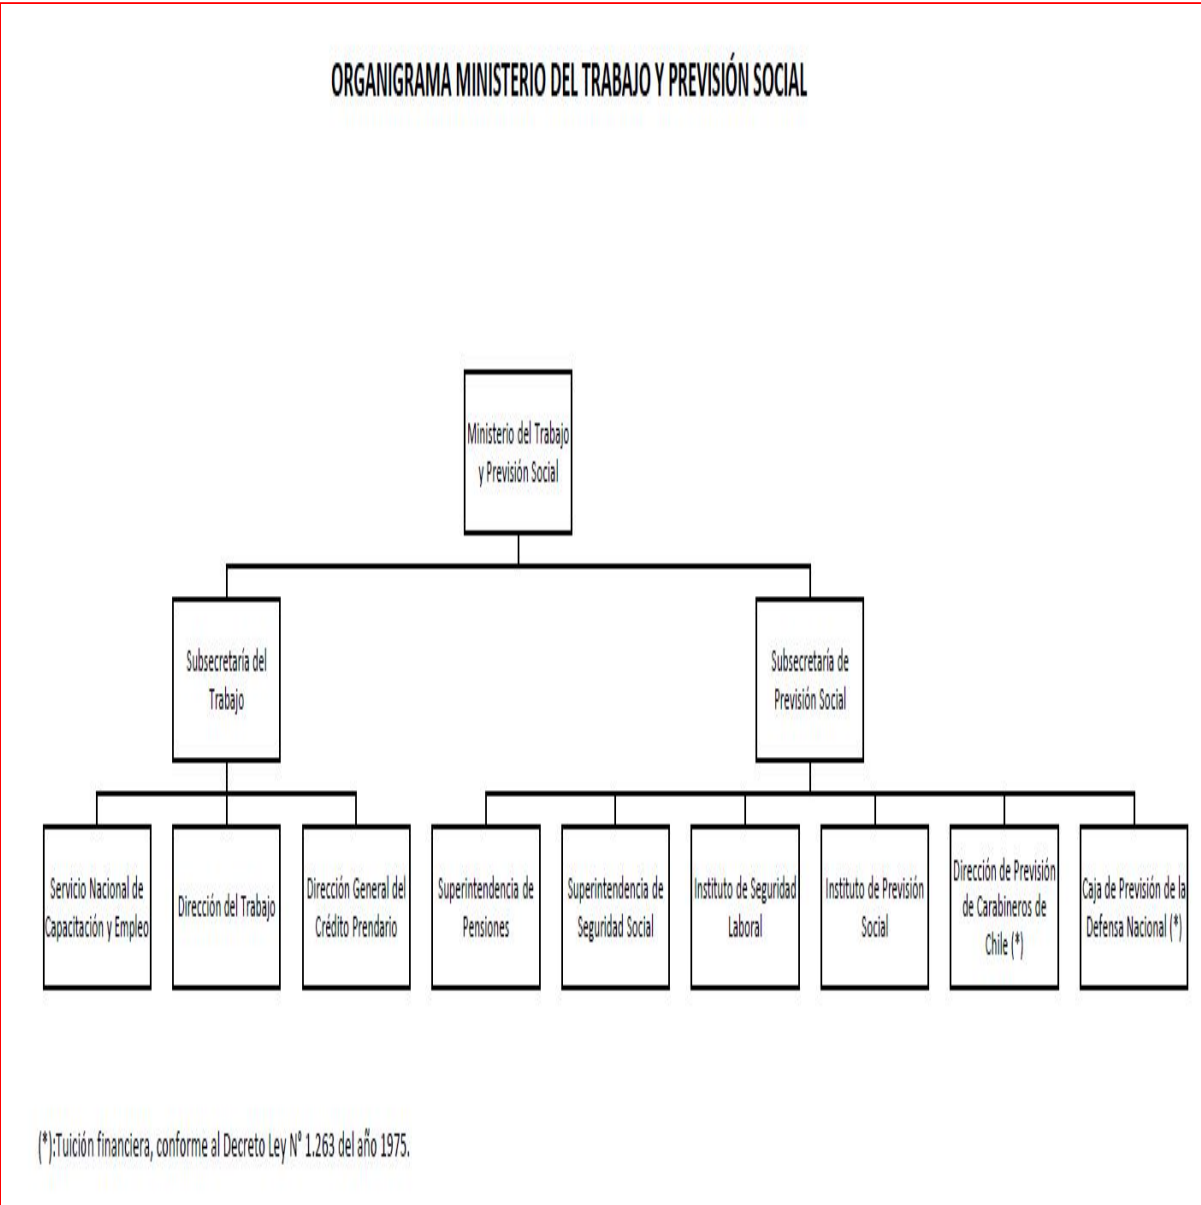 ORGANIGRAMA MINISTERIO DEL TRABAJO Y PREVISIÓN SOCIAL
Ministerio del Trabajo
y Previsión Social
Subsecretaría del
Trabajo
Subsecretaría de
Previsión Social
Servicio Nacional de
Capacitación y Empleo
Dirección del Trabajo
Dirección General del
Crédito Prendario
Superintendencia de
Pensiones
Superintendencia de
Seguridad Social
Instituto de Seguridad
Laboral
Instituto de Previsión
Social
Dirección de Previsión
de Carabineros de
Chile (*)
Caja de Previsión de la
Defensa Nacional (*)
(*):Tuición financiera, conforme al Decreto Ley N° 1.263 del año 1975.